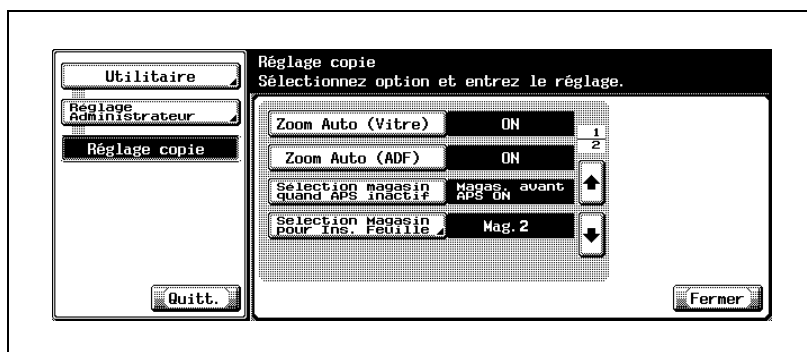 Utilitaire
Réglage
Administrateur
Réglage copie
Quitt.
Réglage copie
Sélectionnez option et entrez le réglage.
Zoom Auto (Vitre) ON
Zoom Auto (ADF) ON
Sélection magasin
quand APS inactif
Magas. avant
APS ON
Sélection Magasin
pour Ins. Feuille
Mag.2
1
2
Fermer